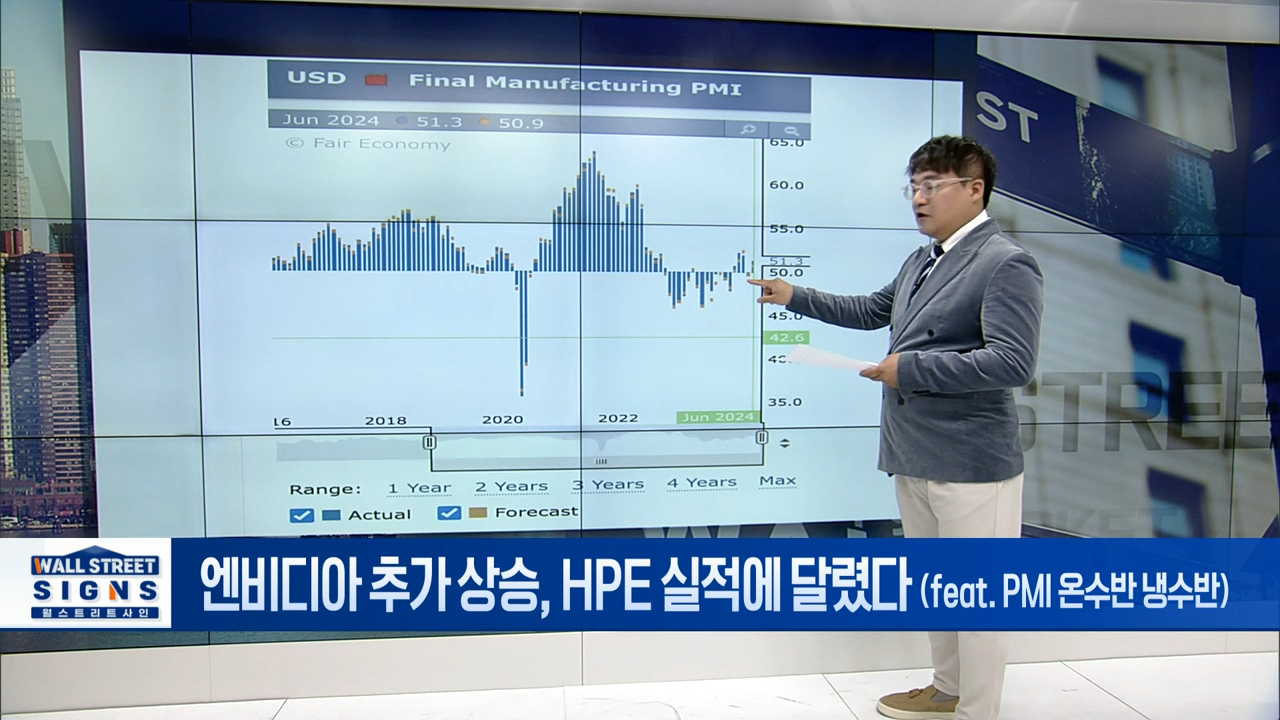 USD Final Manufacturing PMI
Jun 2024 51.3 50.9
© Fair Economy
65.0
60.0
55.0
51.3
50.0
45.0
42.6
35.0
16 2018 2020 2022 Jun 2024
Range: 1 Year 2 Years 3 Years 4 Years Max
Actual Forecast
ST
STREE
WALL STREET
SIGNS
월스트리트사인
엔비디아 추가 상승, HPE 실적에 달렸다 (feat. PMI 온수반 냉수반)